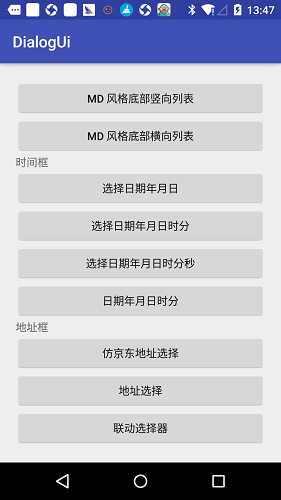 13:47
DialogUi
MD 风格底部竖向列表
MD 风格底部横向列表
时间框
选择日期年月日
选择日期年月日时分
选择日期年月日时分秒
日期年月日时分
地址框
仿京东地址选择
地址选择
联动选择器